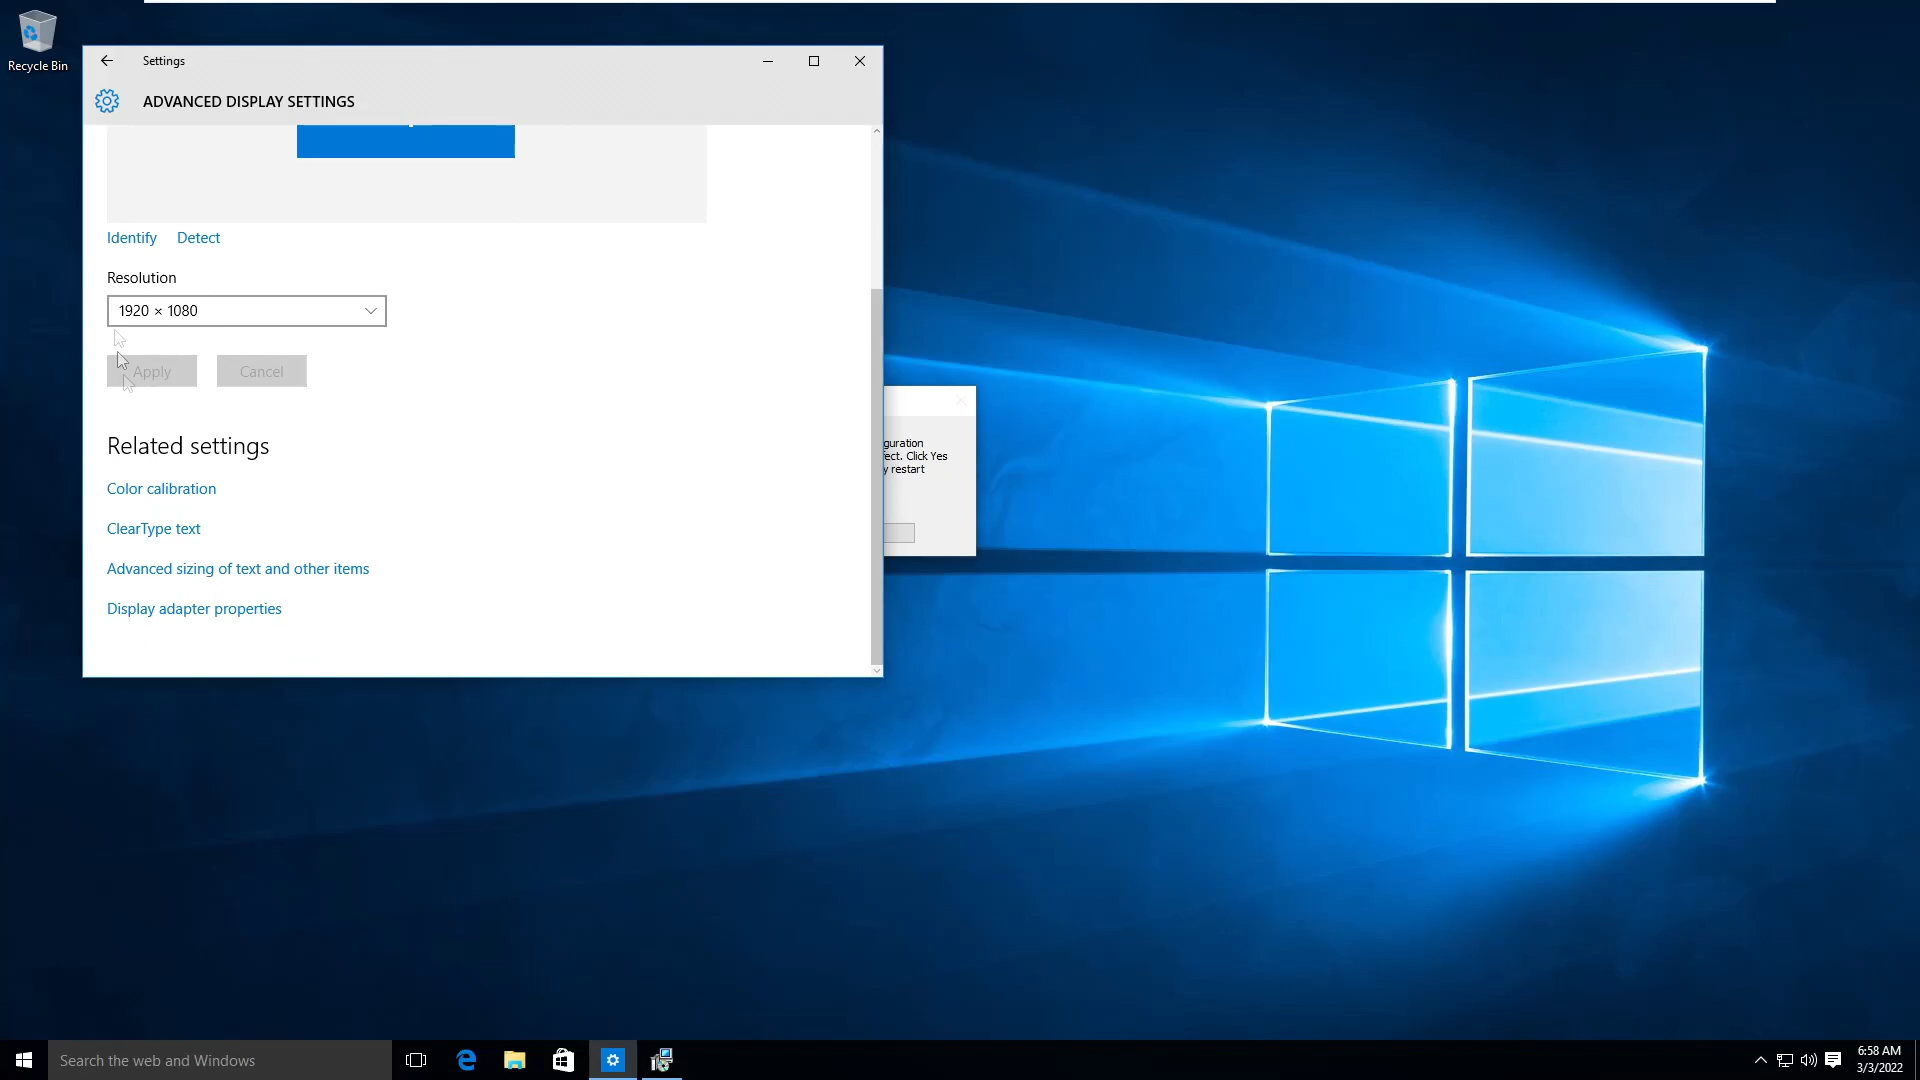 Recycle Bin
Settings
ADVANCED DISPLAY SETTINGS
Identify Detect
Resolution
1920 × 1080
Apply Cancel
Related settings
Color calibration
ClearType text
Advanced sizing of text and other items
Display adapter properties
guration
fect. Click Yes
y restart
Search the web and Windows
6:58 AM
3/3/2022